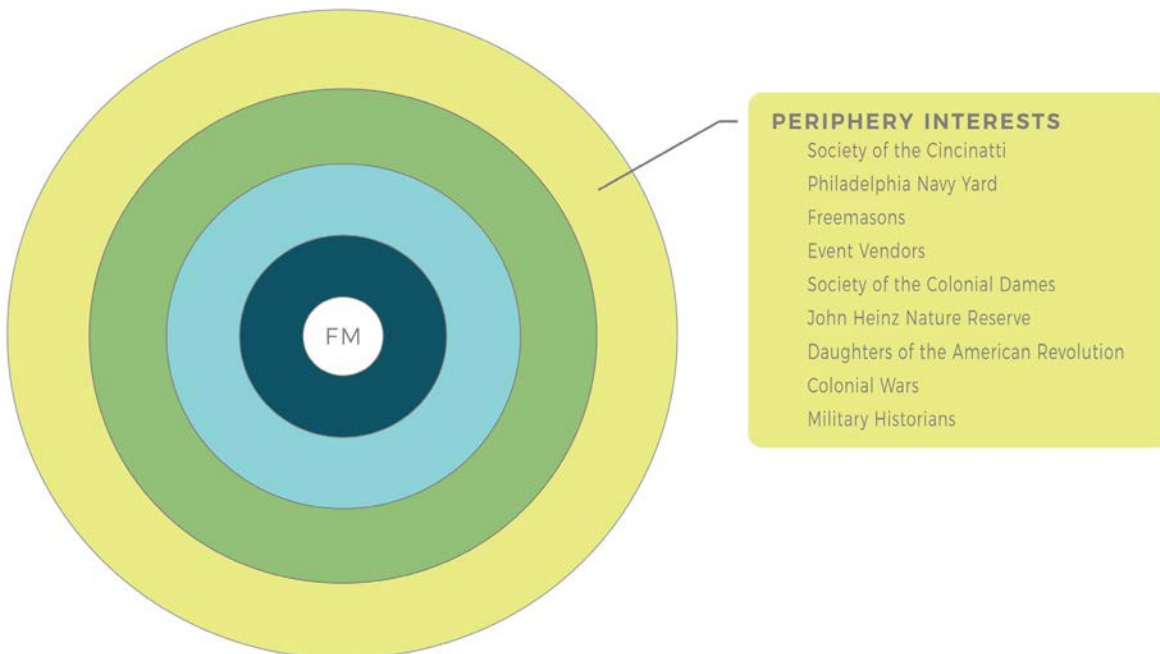 PERIPHERY INTERESTS
Society of the Cincinatti
Philadelphia Navy Yard
Freemasons
Event Vendors
Society of the Colonial Dames
John Heinz Nature Reserve
Daughters of the American Revolution
Colonial Wars
Military Historians
FM